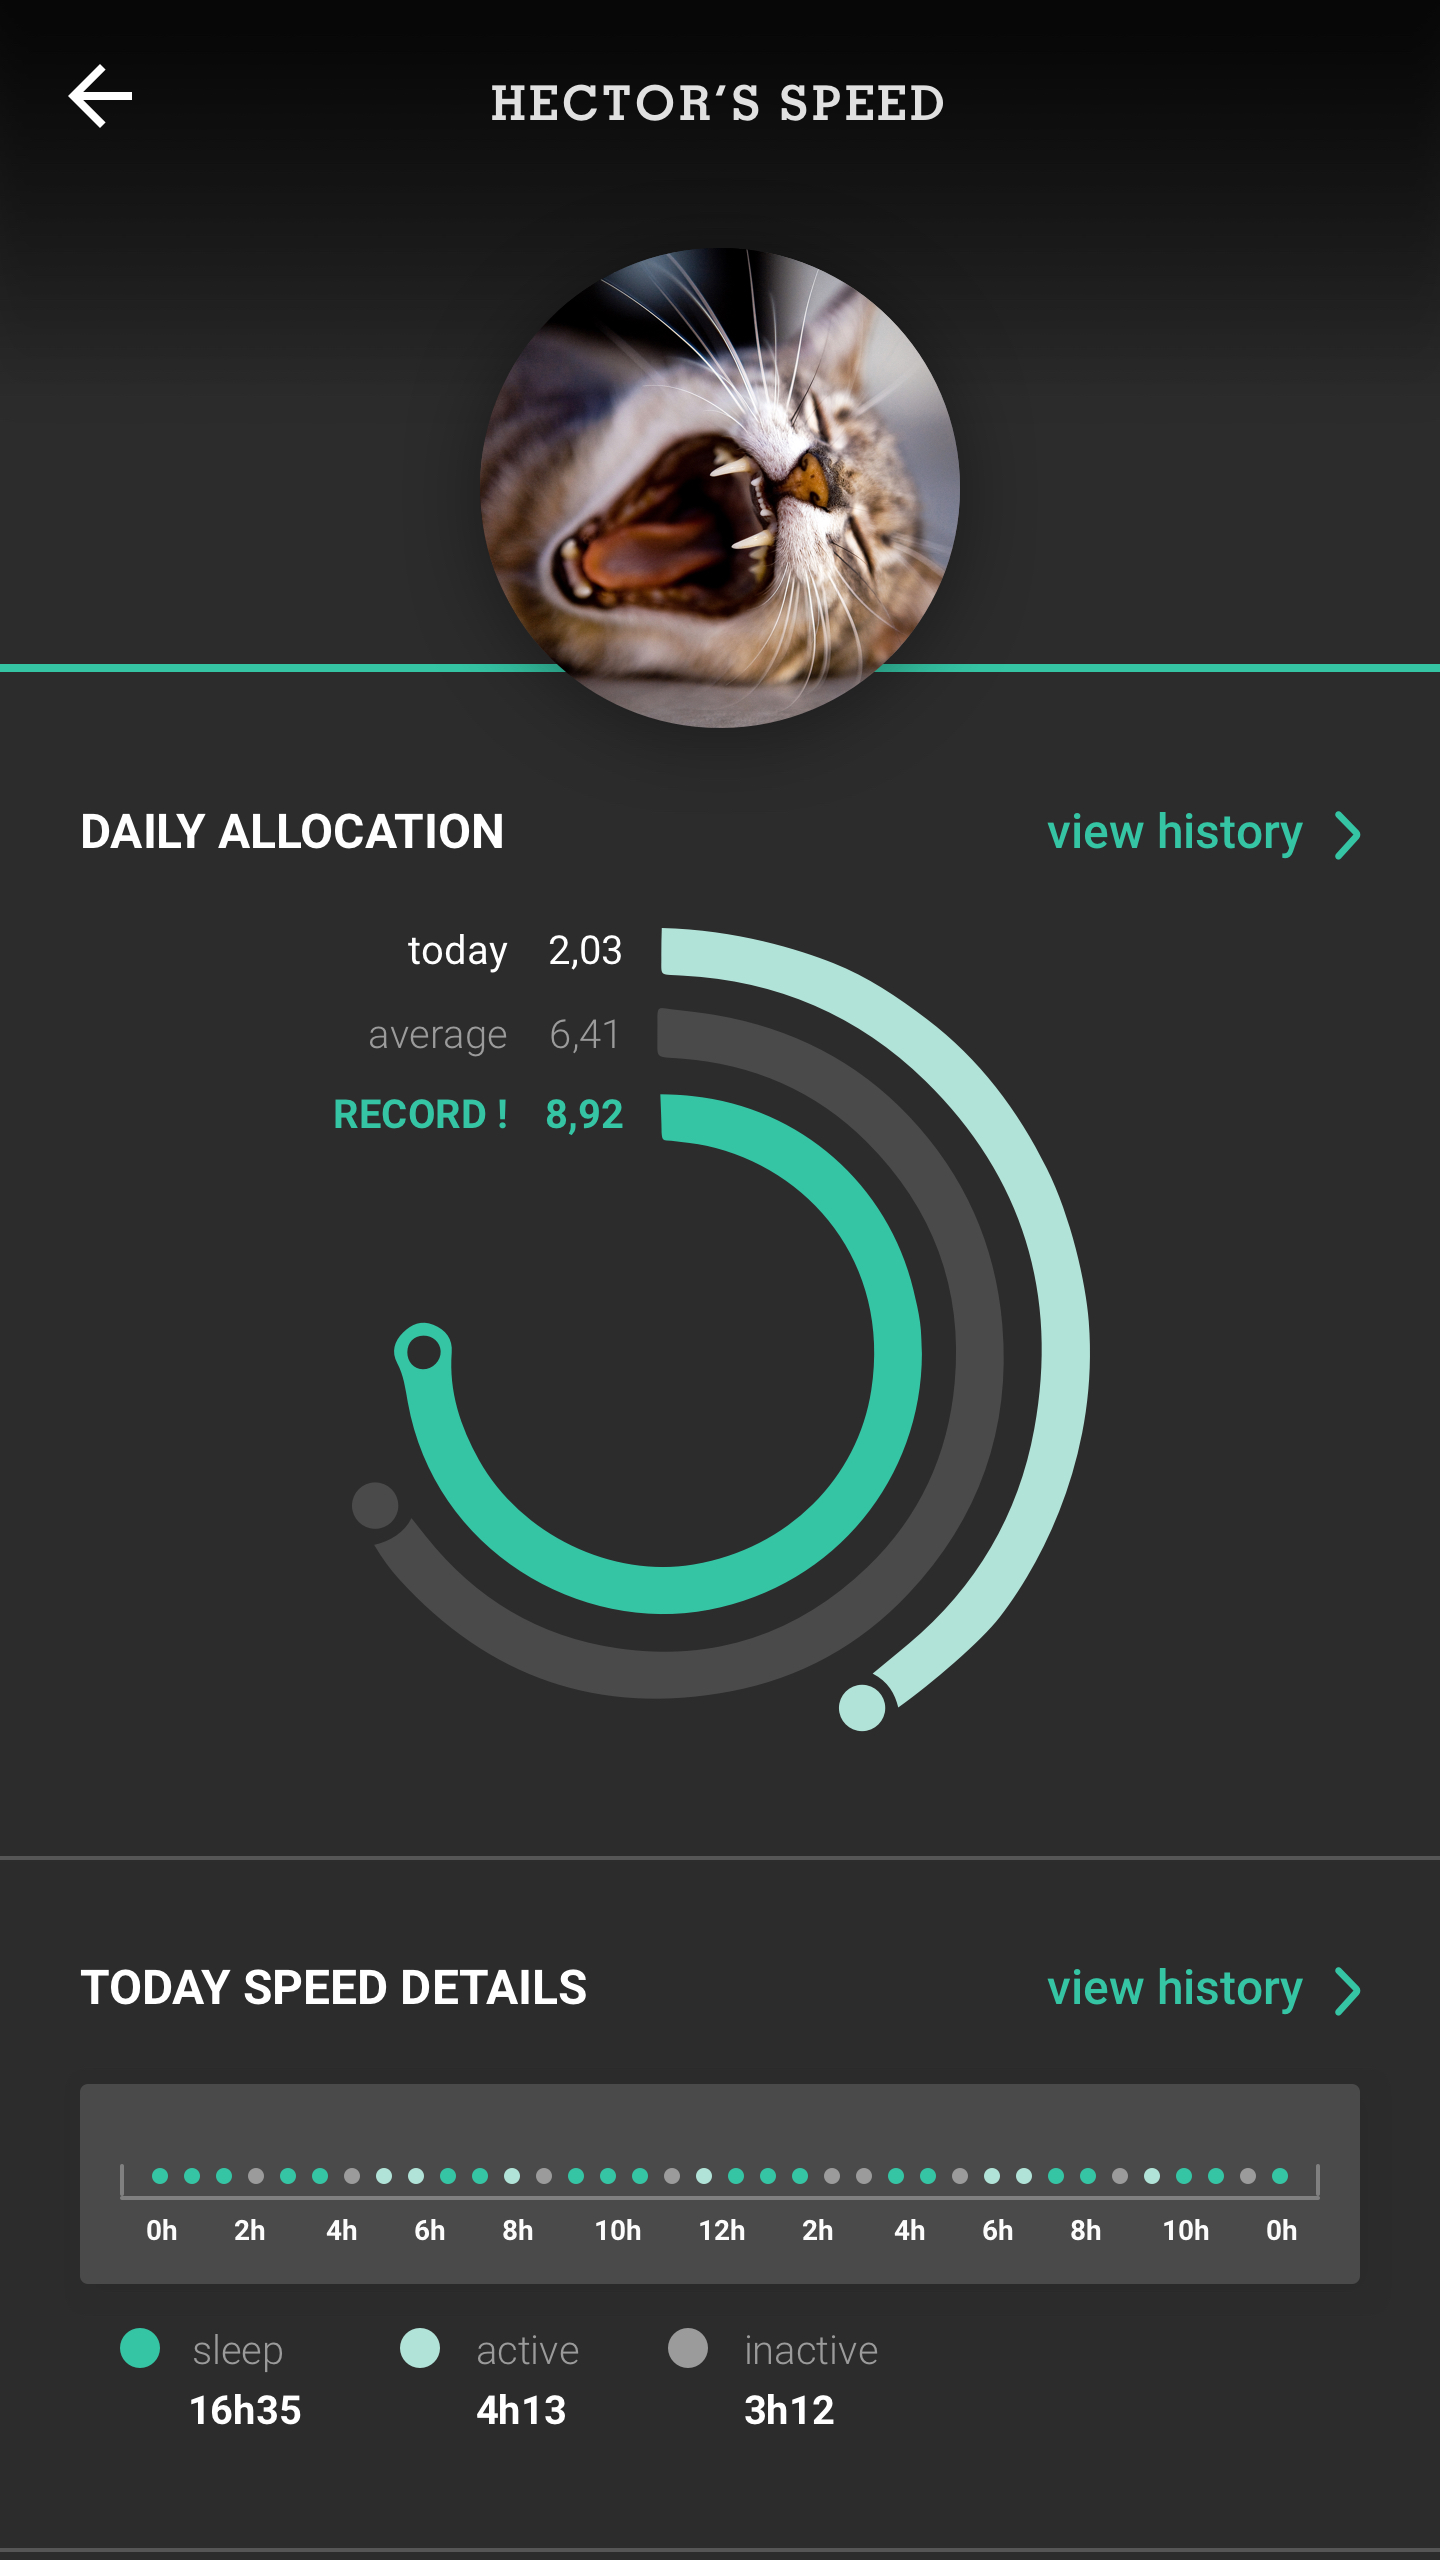 HECTOR’S SPEED
DAILY ALLOCATION view history
today 2,03
average 6,41
RECORD ! 8,92
TODAY SPEED DETAILS view history
0h 2h 4h 6h 8h 10h 12h 2h 4h 6h 8h 10h 0h
sleep active inactive
16h35 4h13 3h12